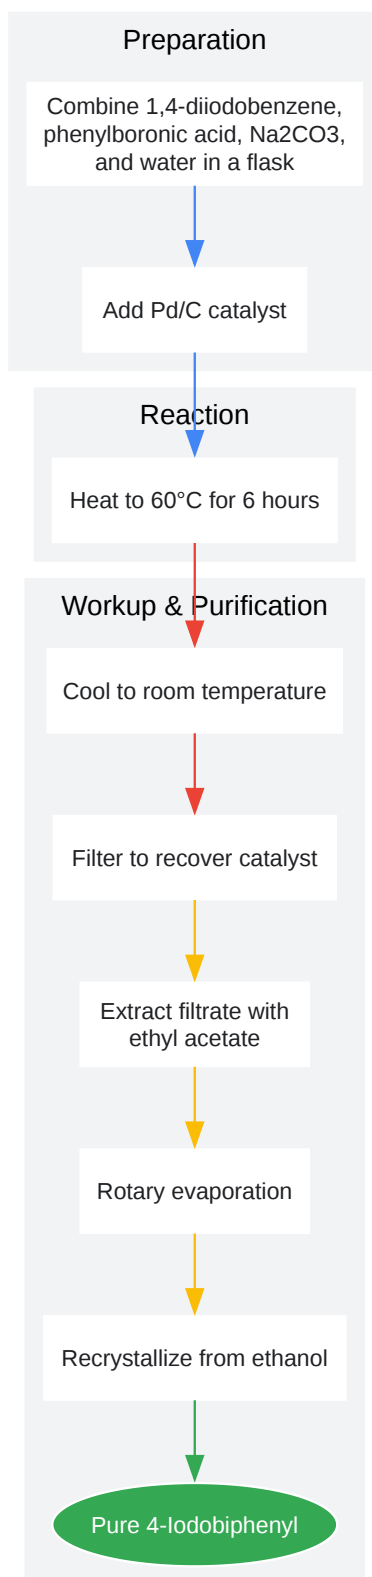 Preparation
Combine 1,4-diiodobenzene,
phenylboronic acid, Na2CO3,
and water in a flask
Add Pd/C catalyst
Reaction
Heat to 60°C for 6 hours
Workup & Purification
Cool to room temperature
Filter to recover catalyst
Extract filtrate with
ethyl acetate
Rotary evaporation
Recrystallize from ethanol
Pure 4-Iodobiphenyl